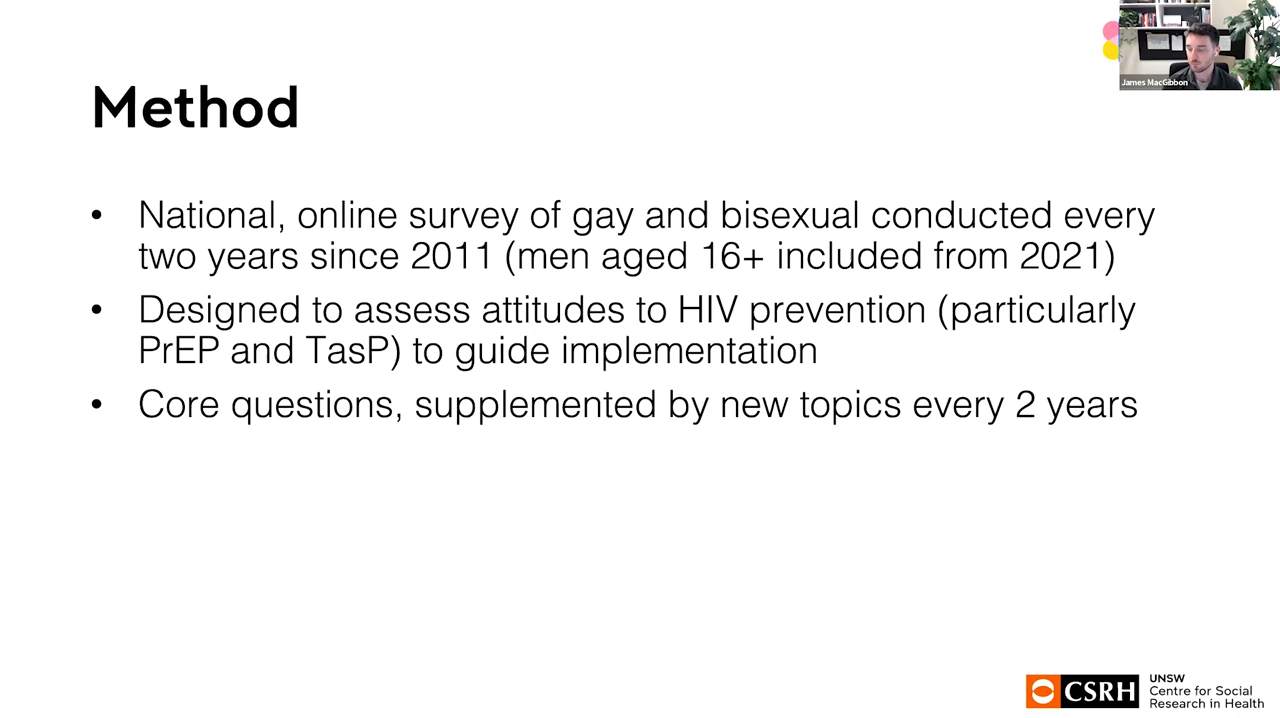 James MacGibbon
Method
• National, online survey of gay and bisexual conducted every
two years since 2011 (men aged 16+ included from 2021)
• Designed to assess attitudes to HIV prevention (particularly
PrEP and TasP) to guide implementation
• Core questions, supplemented by new topics every 2 years
CSRH
UNSW
Centre for Social
Research in Health